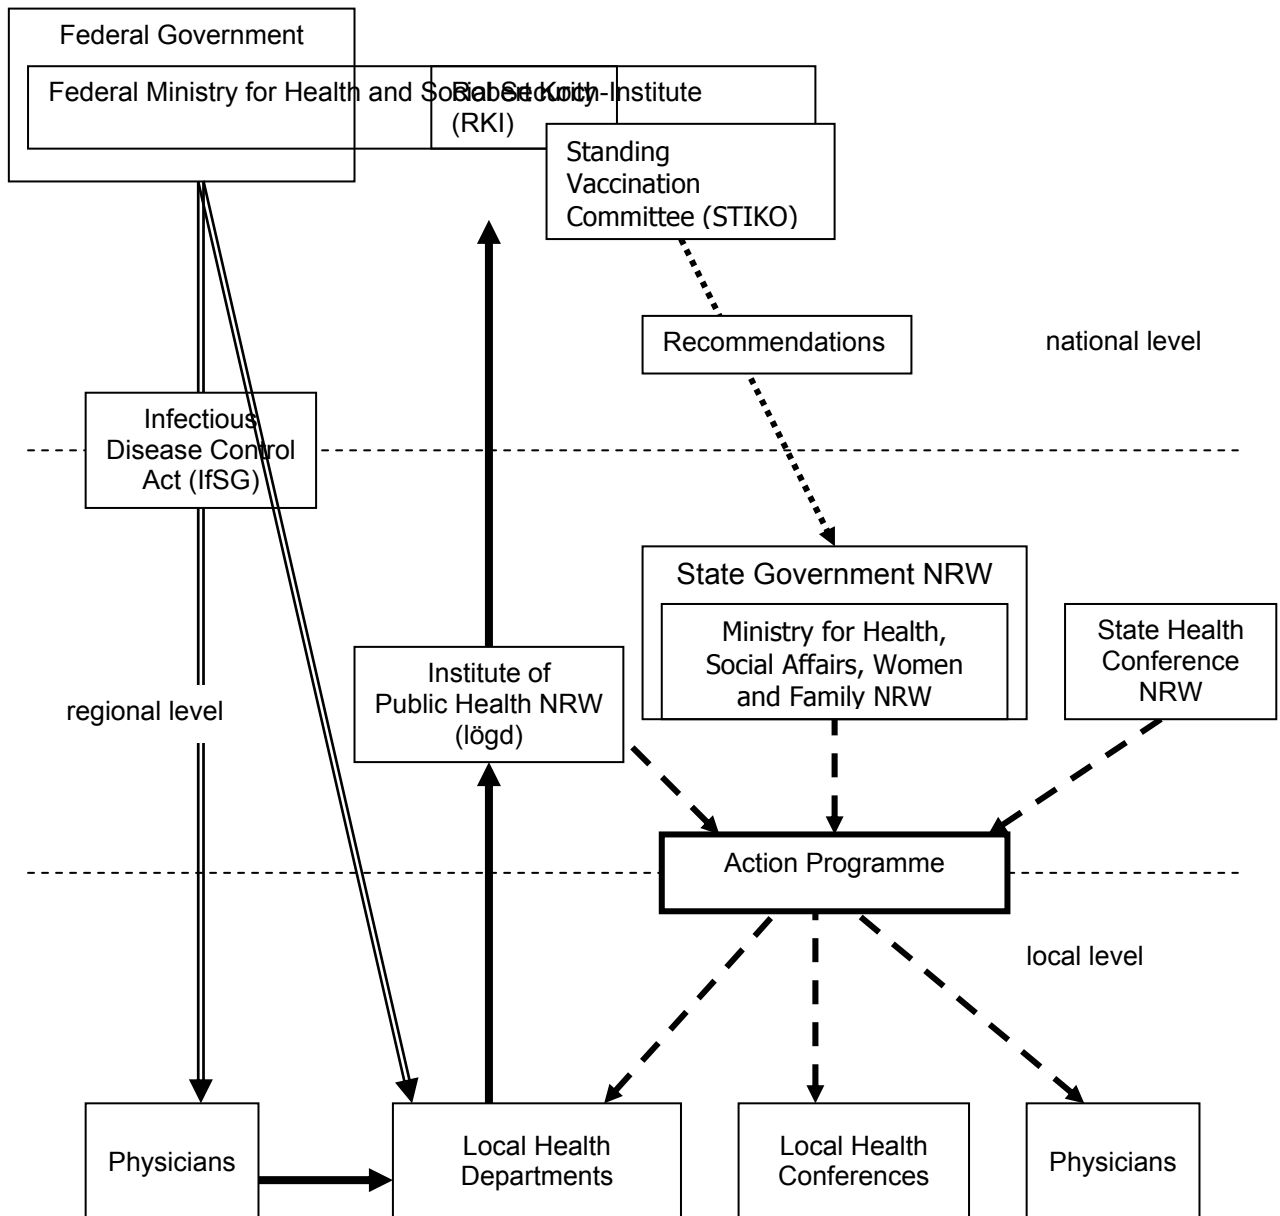 Federal Government
Federal Ministry for Health and Social Security
Robert Koch-Institute
(RKI)
Standing
Vaccination
Committee (STIKO)
Recommendations
national level
Infectious
Disease Control
Act (IfSG)
State Government NRW
Ministry for Health,
Social Affairs, Women
and Family NRW
State Health
Conference
NRW
Institute of
Public Health NRW
(lögd)
regional level
Action Programme
local level
Physicians
Local Health
Departments
Local Health
Conferences
Physicians